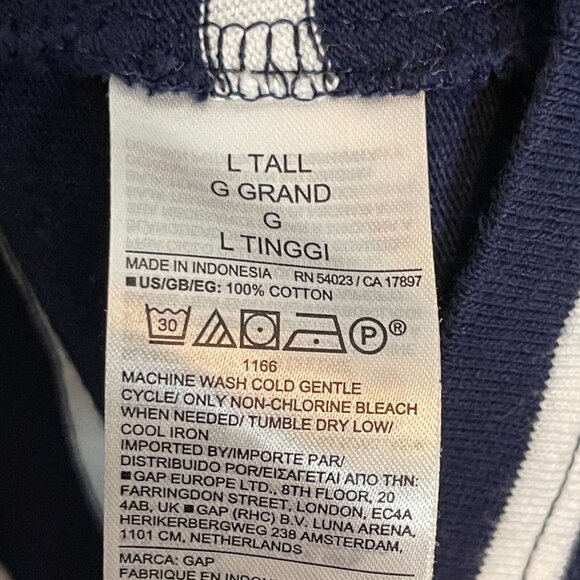 L TALL
G GRAND
G
L TINGGI
MADE IN INDONESIA RN 54023 / CA 17897
■US/GB/EG: 100% COTTON
30 P®
1166
MACHINE WASH COLD GENTLE
CYCLE/ ONLY NON-CHLORINE BLEACH
WHEN NEEDED/ TUMBLE DRY LOW/
COOL IRON
IMPORTED BY/IMPORTE PAR/
DISTRIBUIDO POR/ΕΙΣΑΓΕΤΑΙ ΑΠΟ ΤΗΝ:
■GAP EUROPE LTD., 8TH FLOOR, 20
FARRINGDON STREET, LONDON, EC4A
4AB, UK ■GAP (RHC) B.V. LUNA ARENA,
HERIKERBERGWEG 238 AMSTERDAM,
1101 CM, NETHERLANDS
MARCA: GAP
FABRIQUÉ EN INDONÉSIE